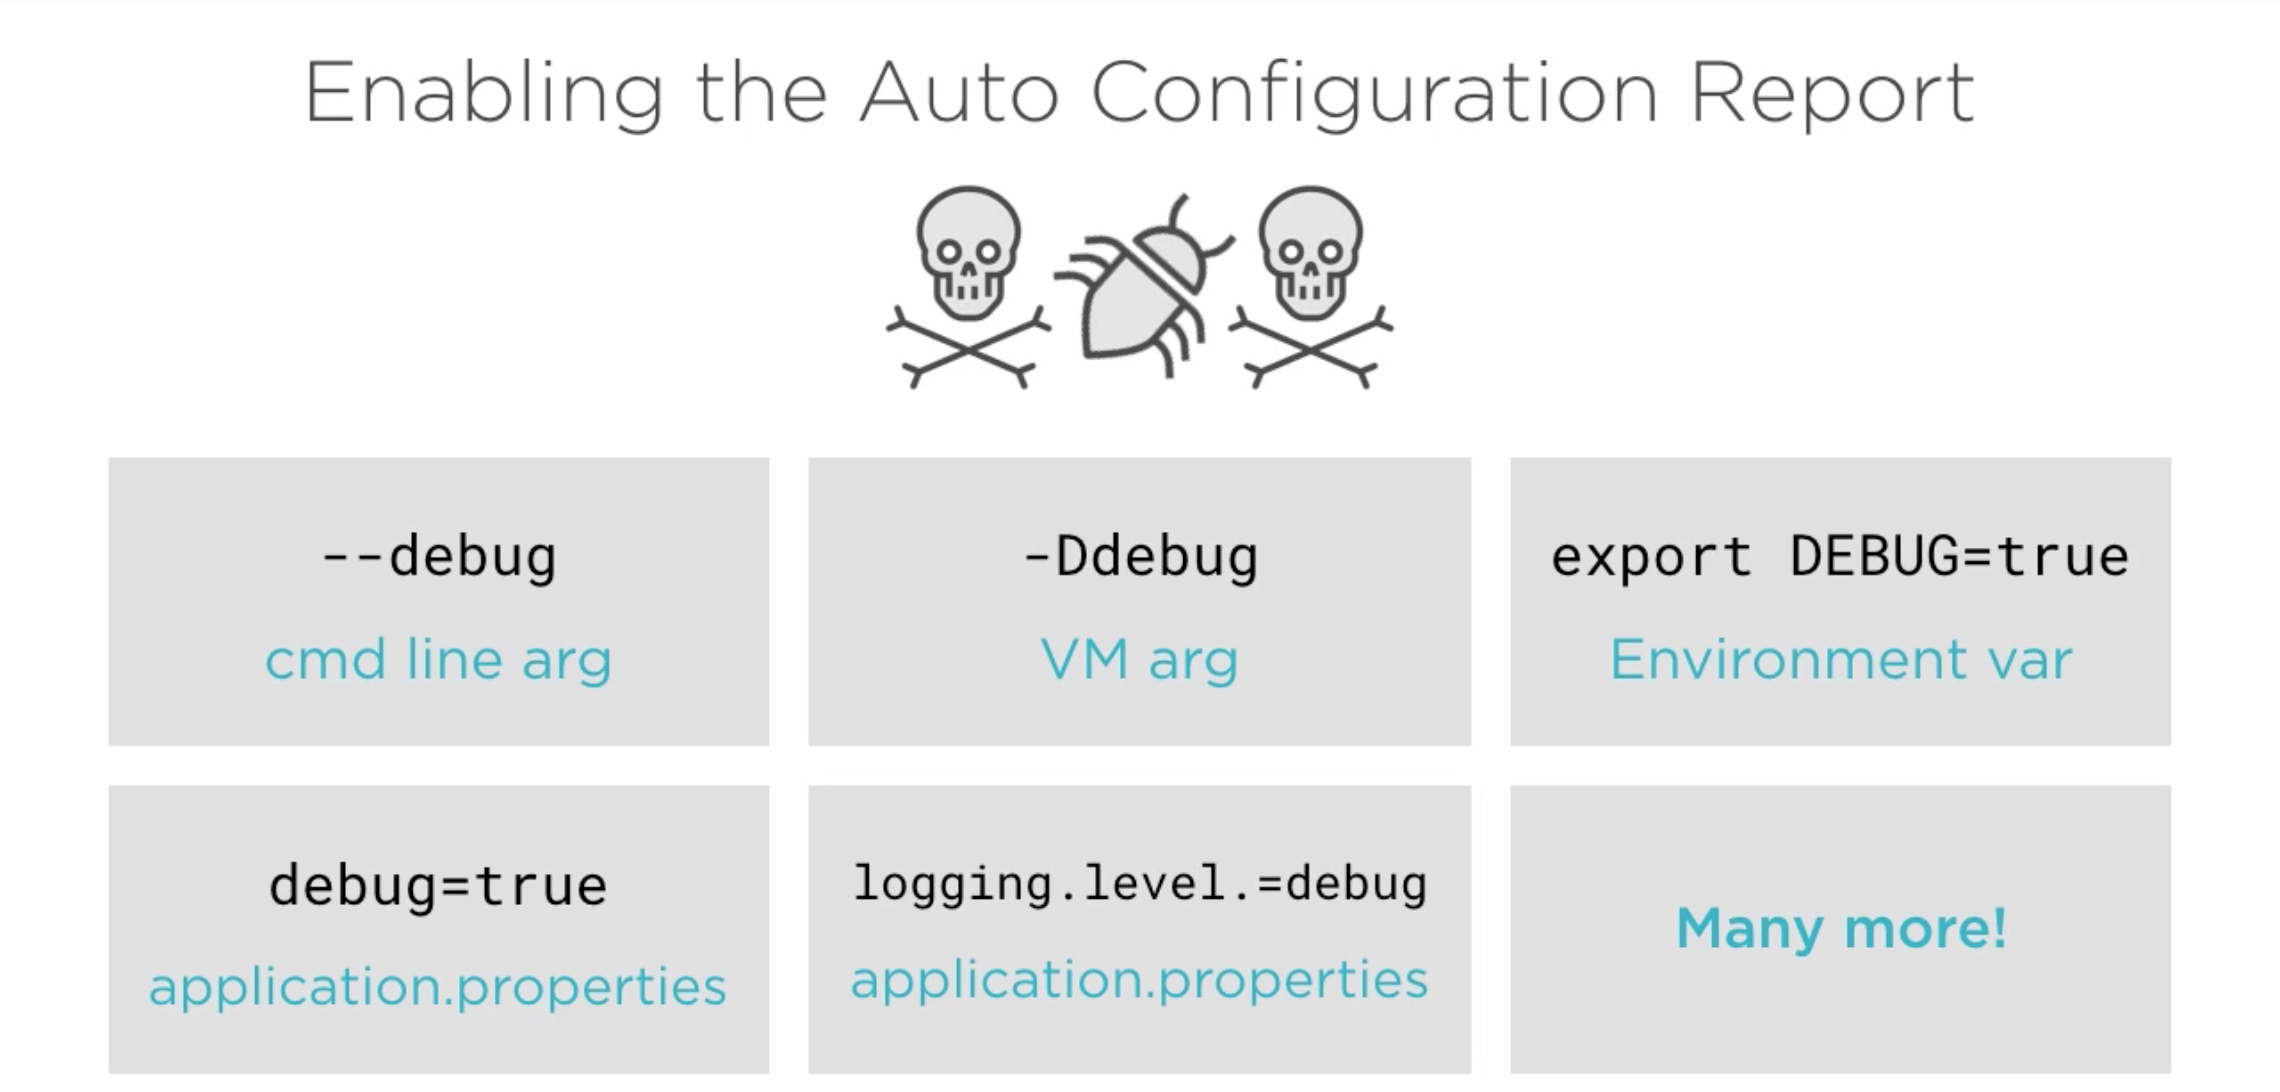 Enabling the Auto Configuration Report
--debug
cmd line arg
-Ddebug
VM arg
export DEBUG=true
Environment var
debug=true
application.properties
logging.level.=debug
application.properties
Many more!